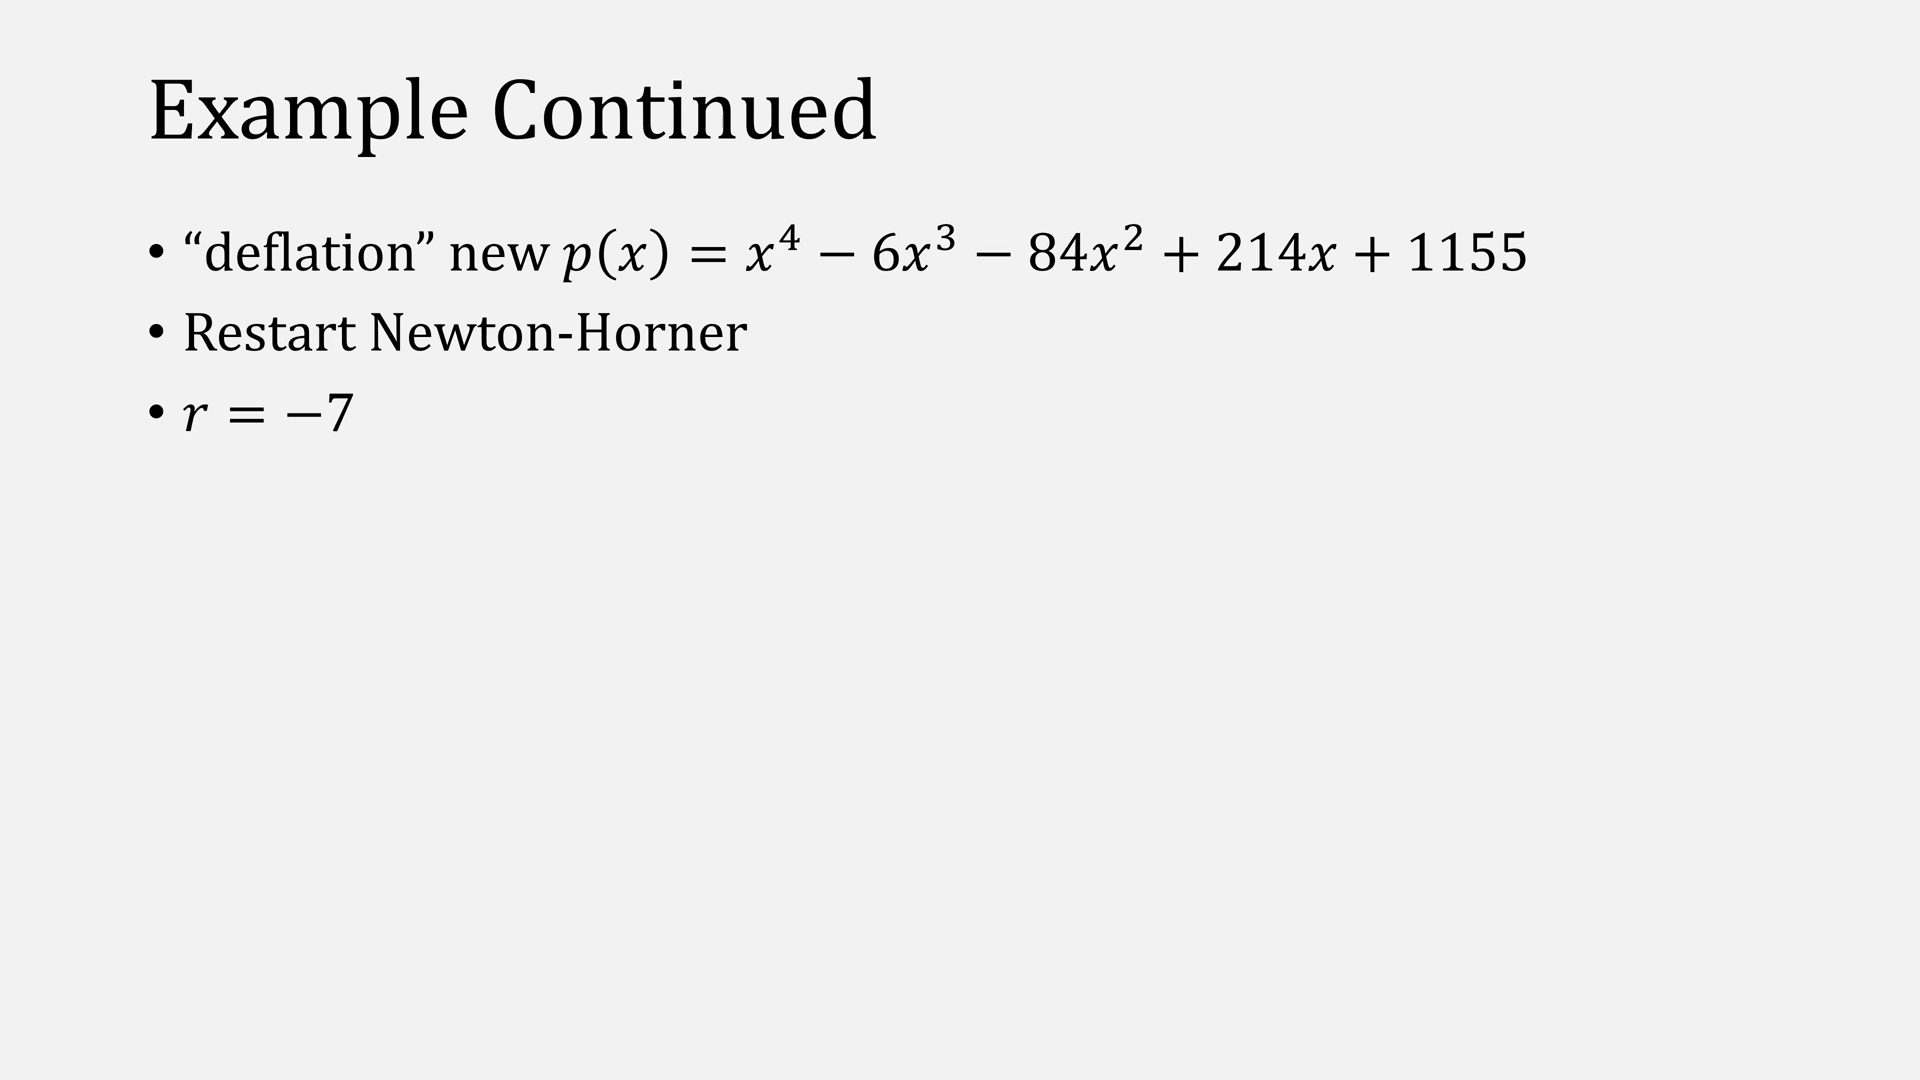 Example Continued
• “deflation” new 𝑝(𝑥) = 𝑥⁴ − 6𝑥³ − 84𝑥² + 214𝑥 + 1155
• Restart Newton-Horner
• 𝑟 = −7